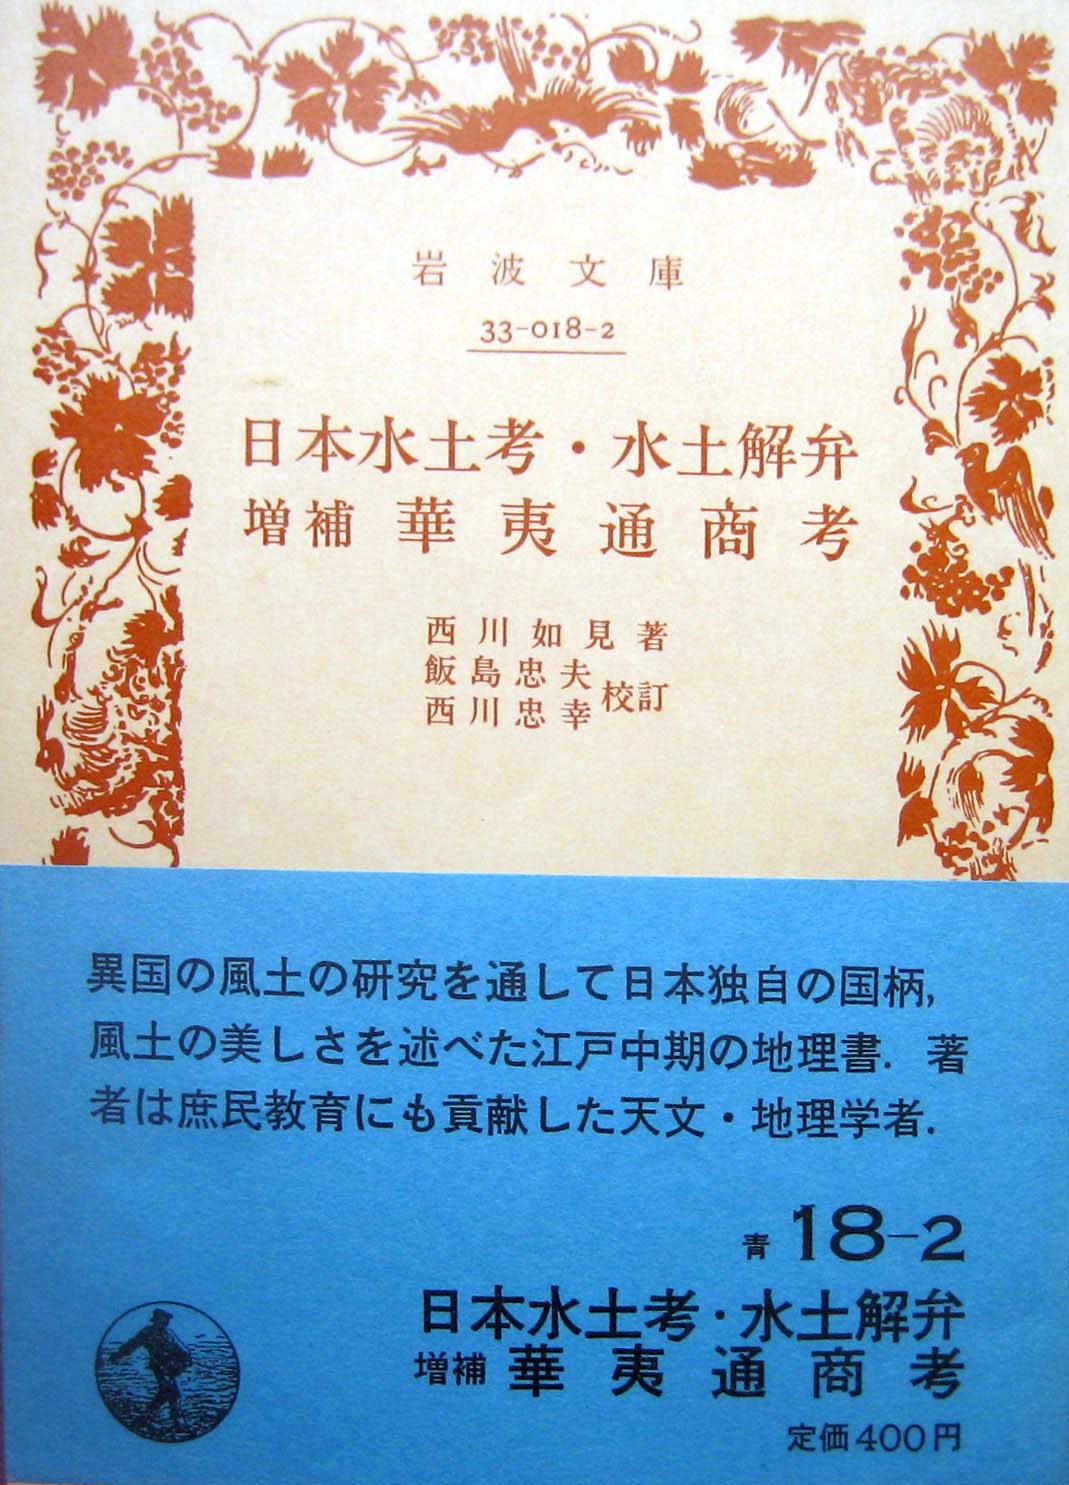 岩波文庫
33-018-2
日本水土考・水土解弁
増補 華夷通商考
西川如見著
飯島忠夫
西川忠幸 校訂
異国の風土の研究を通して日本独自の国柄,
風土の美しさを述べた江戸中期の地理書. 著
者は庶民教育にも貢献した天文・地理学者.
青 18-2
日本水土考・水土解弁
増補 華夷通商考
定価400円